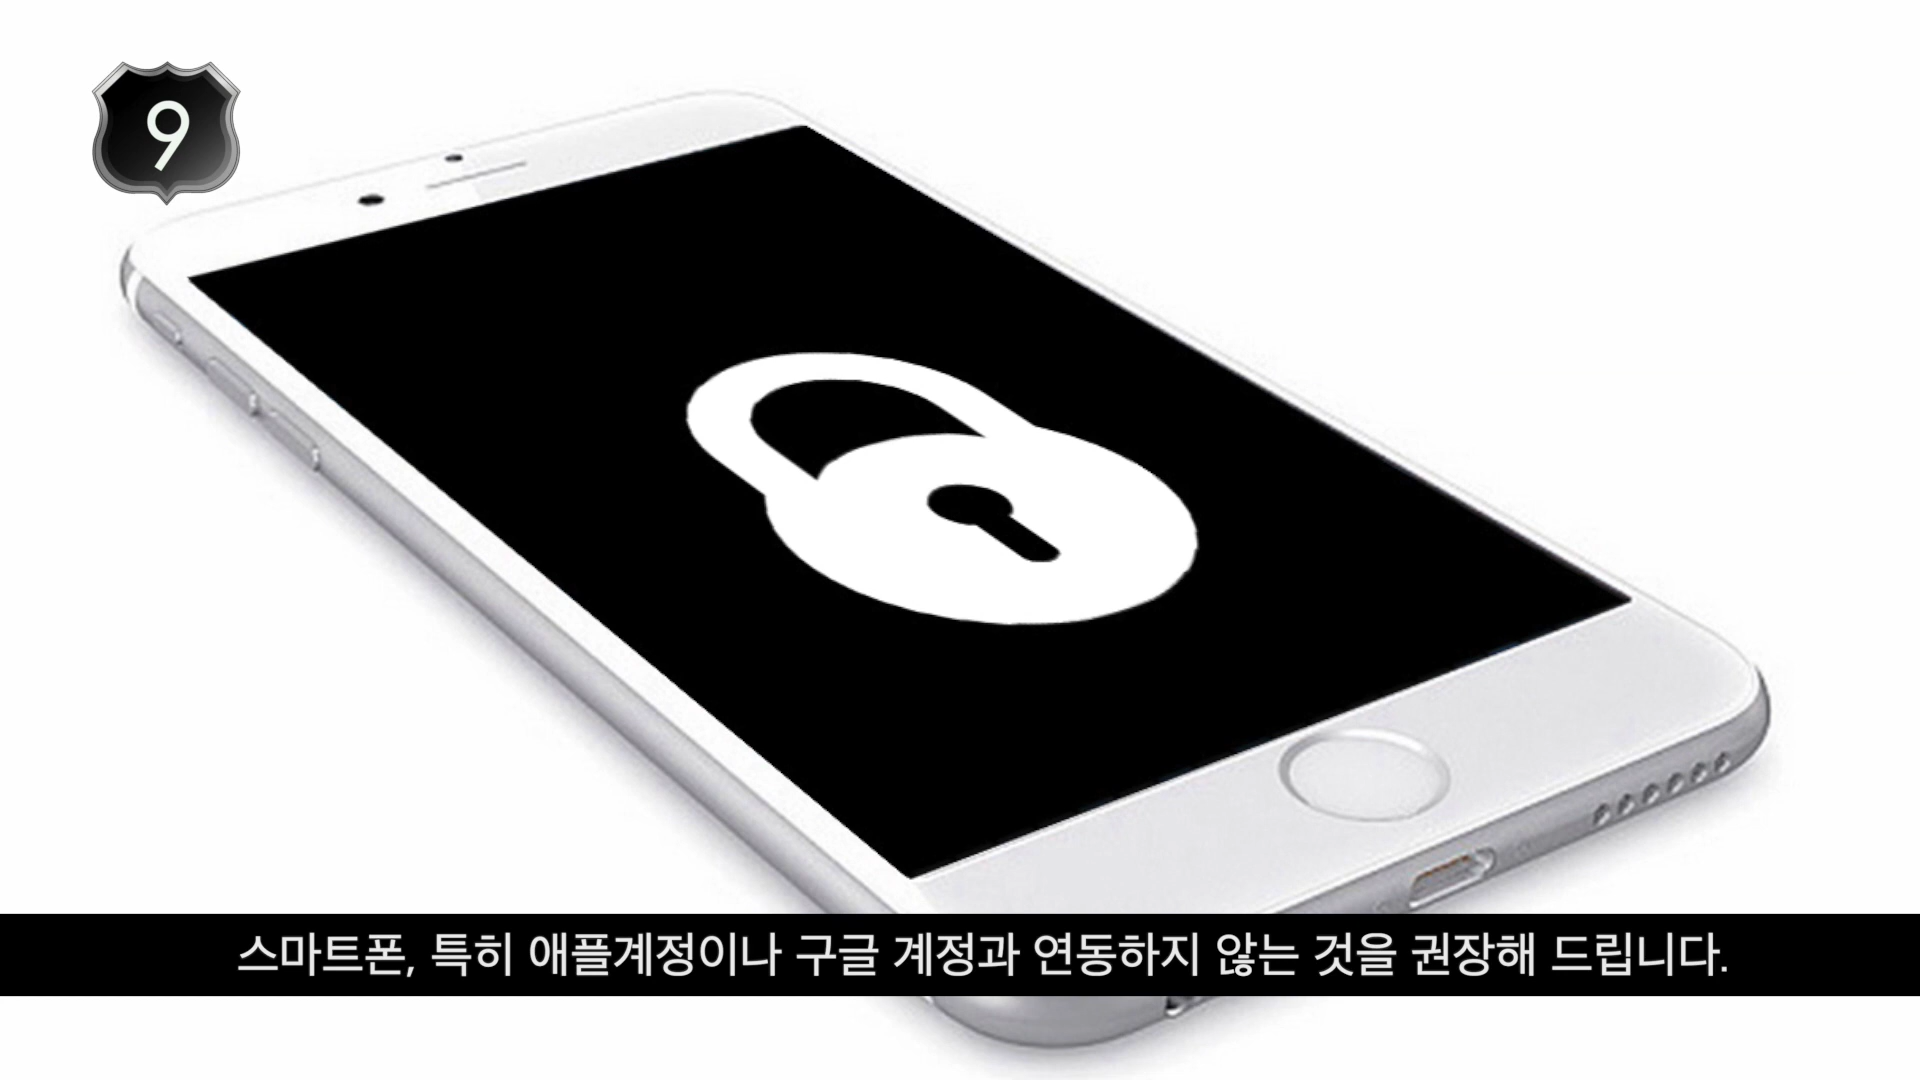 9
스마트폰, 특히 애플계정이나 구글 계정과 연동하지 않는 것을 권장해 드립니다.